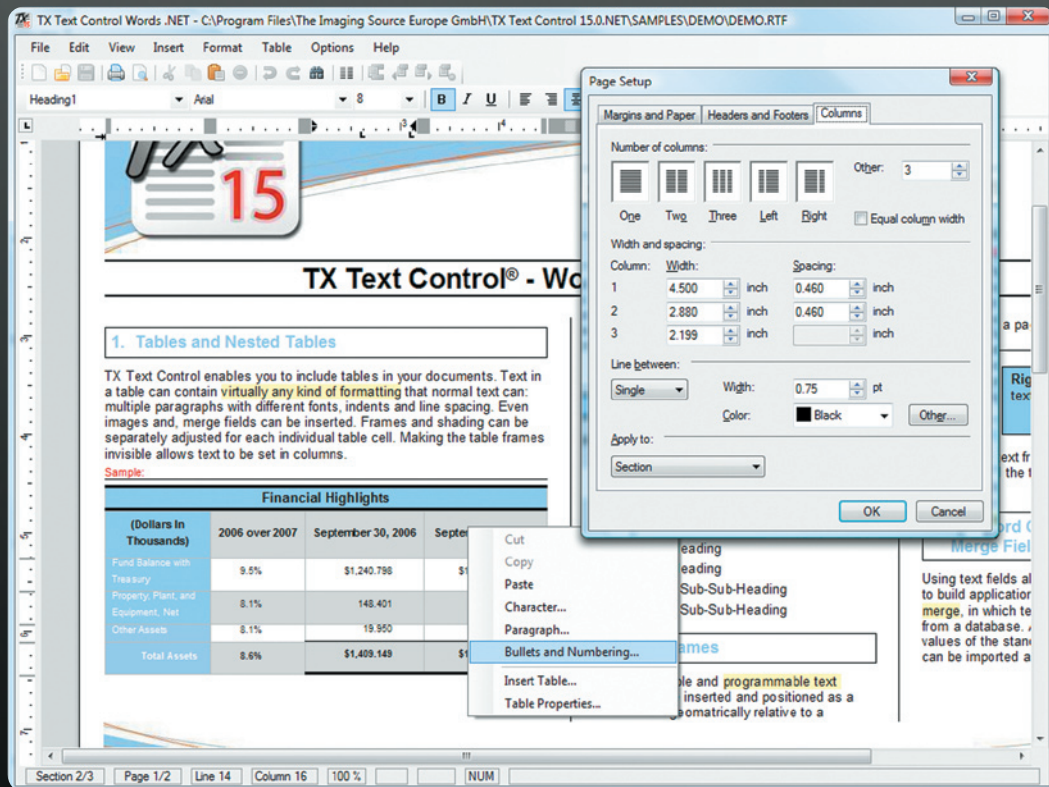 TX Text Control Words .NET - C:\Program Files\The Imaging Source Europe GmbH\TX Text Control 15.0.NET\SAMPLES\DEMO\DEMO.RTF
File Edit View Insert Format Table Options Help
Heading1 Arial 8 B I U
15
TX Text Control® - Wo
1. Tables and Nested Tables
TX Text Control enables you to include tables in your documents. Text in
a table can contain virtually any kind of formatting that normal text can:
multiple paragraphs with different fonts, indents and line spacing. Even
images and, merge fields can be inserted. Frames and shading can be
separately adjusted for each individual table cell. Making the table frames
invisible allows text to be set in columns.
Sample:
Financial Highlights
(Dollars In Thousands) 2006 over 2007 September 30, 2006 Septe
Fund Balance with Treasury 9.5% $1,240.798 $1
Property, Plant, and Equipment, Net 8.1% 148.401
Other Assets 8.1% 19.950
Total Assets 8.6% $1,409.149 $1
Cut
Copy
Paste
Character...
Paragraph...
Bullets and Numbering...
Insert Table...
Table Properties...
Page Setup
Margins and Paper Headers and Footers Columns
Number of columns:
One Two Three Left Right
Other: 3
Equal column width
Width and spacing:
Column: Width: Spacing:
1 4.500 inch 0.460 inch
2 2.880 inch 0.460 inch
3 2.199 inch inch
Line between:
Single Width: 0.75 pt
Color: Black Other...
Apply to:
Section
OK Cancel
eading
eading
Sub-Sub-Heading
Sub-Sub-Heading
ames
ble and programmable text
inserted and positioned as a
geomatrically relative to a
a pa
Rig
text
ext fr
the t
ord
Merge Fiel
Using text fields al
to build application
merge, in which te
from a database.
values of the stan
can be imported a
Section 2/3 Page 1/2 Line 14 Column 16 100 % NUM